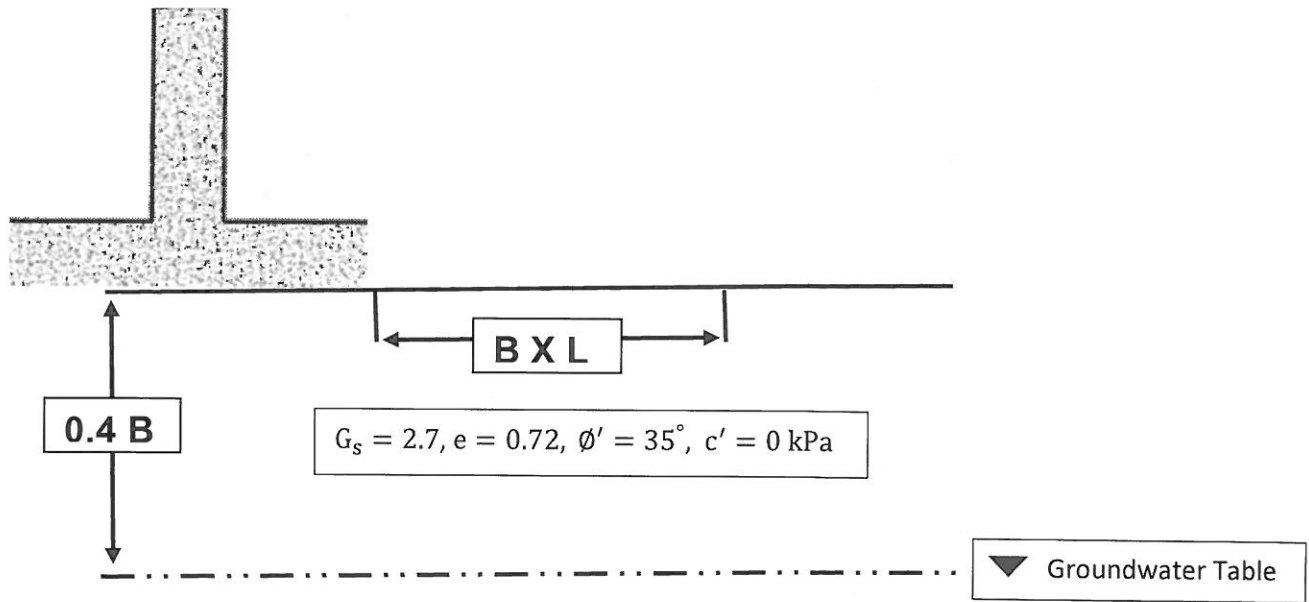 B X L
0.4 B
G_s = 2.7, e = 0.72, Ø′ = 35°, c′ = 0 kPa
Groundwater Table